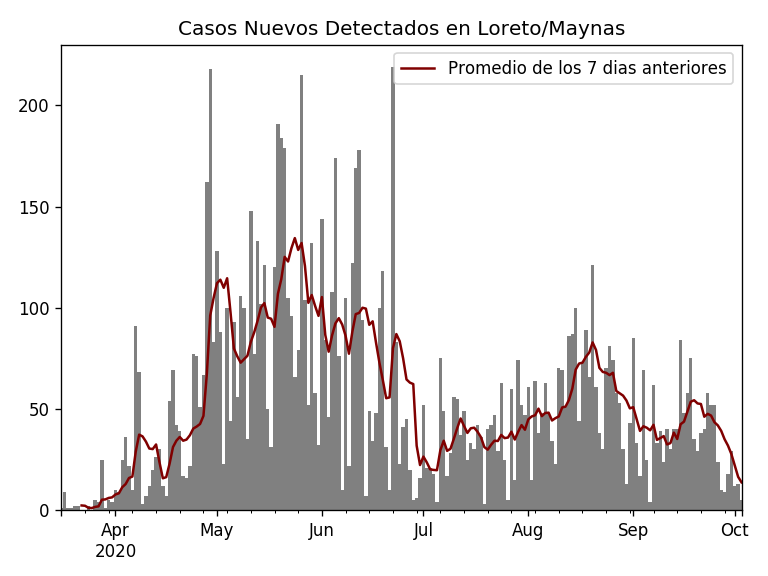 Casos Nuevos Detectados en Loreto/Maynas
Promedio de los 7 dias anteriores
200
150
100
50
0
Apr May Jun Jul Aug Sep Oct
2020